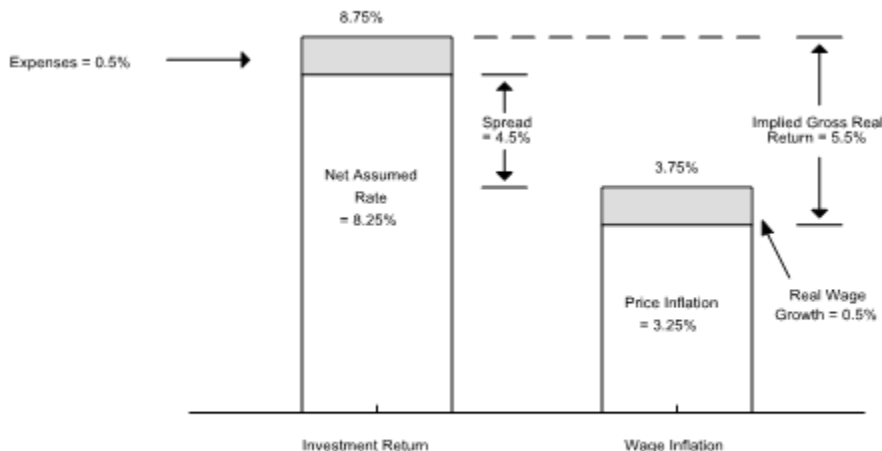 8.75%
Expenses = 0.5%
Spread
= 4.5%
Implied Gross Real
Return = 5.5%
Net Assumed
Rate
= 8.25%
3.75%
Price Inflation
= 3.25%
Real Wage
Growth = 0.5%
Investment Return
Wage Inflation